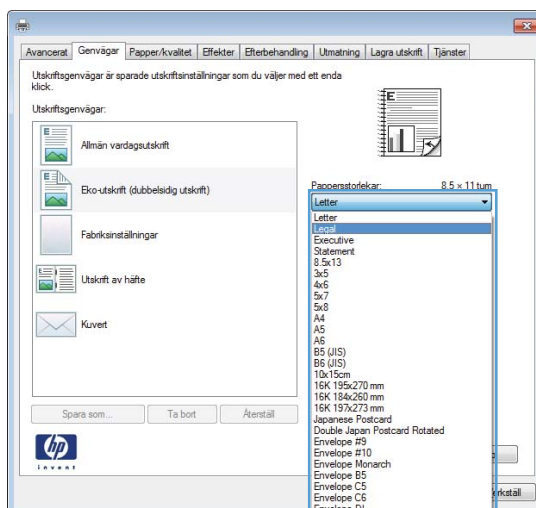 Avancerat Genvägar Papper/kvalitet Effekter Efterbehandling Utmatning Lagra utskrift Tjänster
Utskriftsgenvägar är sparade utskriftsinställningar som du väljer med ett enda
klick.
Utskriftsgenvägar:
Allmän vardagsutskrift
Eko-utskrift (dubbelsidig utskrift)
Fabriksinställningar
Utskrift av häfte
Kuvert
Pappersstorlekar: 8.5 × 11 tum
Letter
Letter
Legal
Executive
Statement
8.5x13
3x5
4x6
5x7
5x8
A4
A5
A6
B5 (JIS)
B6 (JIS)
10x15cm
16K 195x270 mm
16K 184x260 mm
16K 197x273 mm
Japanese Postcard
Double Japan Postcard Rotated
Envelope #9
Envelope #10
Envelope Monarch
Envelope B5
Envelope C5
Envelope C6
Spara som... Ta bort Återställ
hp
invent